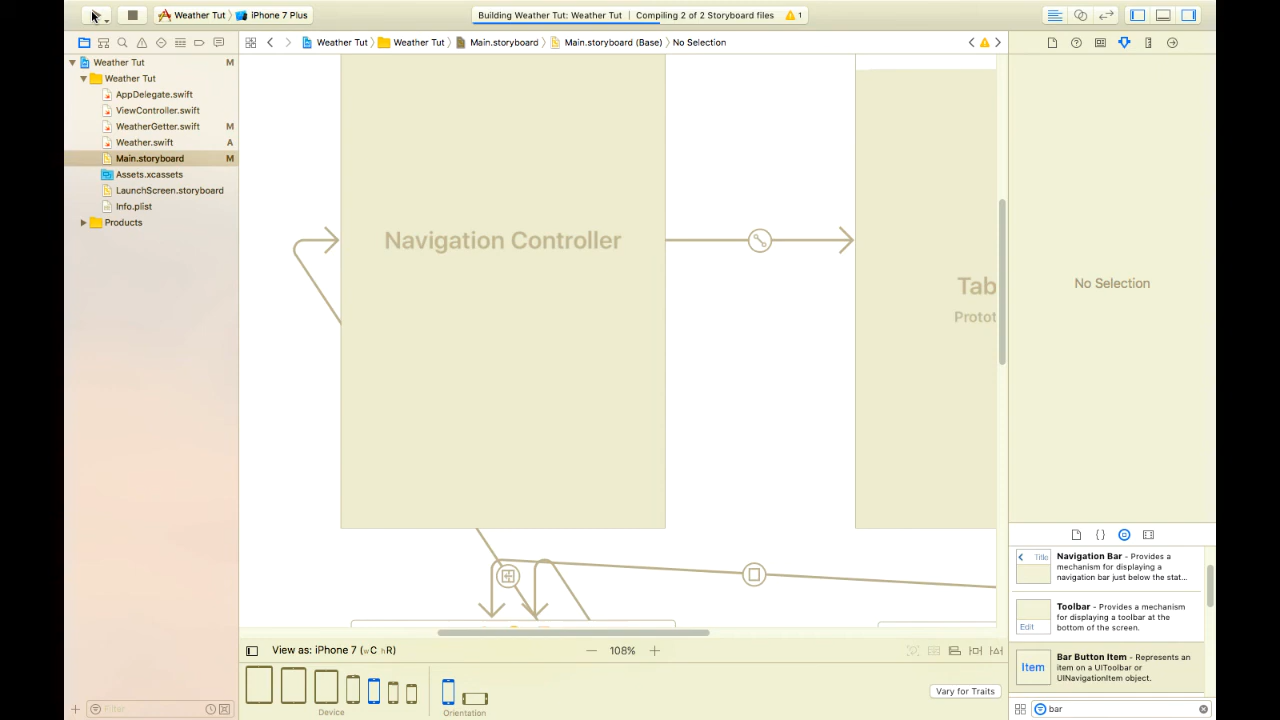 Weather Tut > iPhone 7 Plus
Building Weather Tut: Weather Tut | Compiling 2 of 2 Storyboard files
1
Weather Tut > Weather Tut > Main.storyboard > Main.storyboard (Base) > No Selection
Weather Tut M
Weather Tut
AppDelegate.swift
ViewController.swift
WeatherGetter.swift M
Weather.swift A
Main.storyboard M
Assets.xcassets
LaunchScreen.storyboard
Info.plist
Products
Navigation Controller
Tab
Protot
No Selection
Title
Navigation Bar - Provides a
mechanism for displaying a
navigation bar just below the stat...
Edit
Toolbar - Provides a mechanism
for displaying a toolbar at the
bottom of the screen.
Item
Bar Button Item - Represents an
item on a UIToolbar or
UINavigationItem object.
View as: iPhone 7 (wC hR)
108%
Device
Orientation
Vary for Traits
Filter
bar